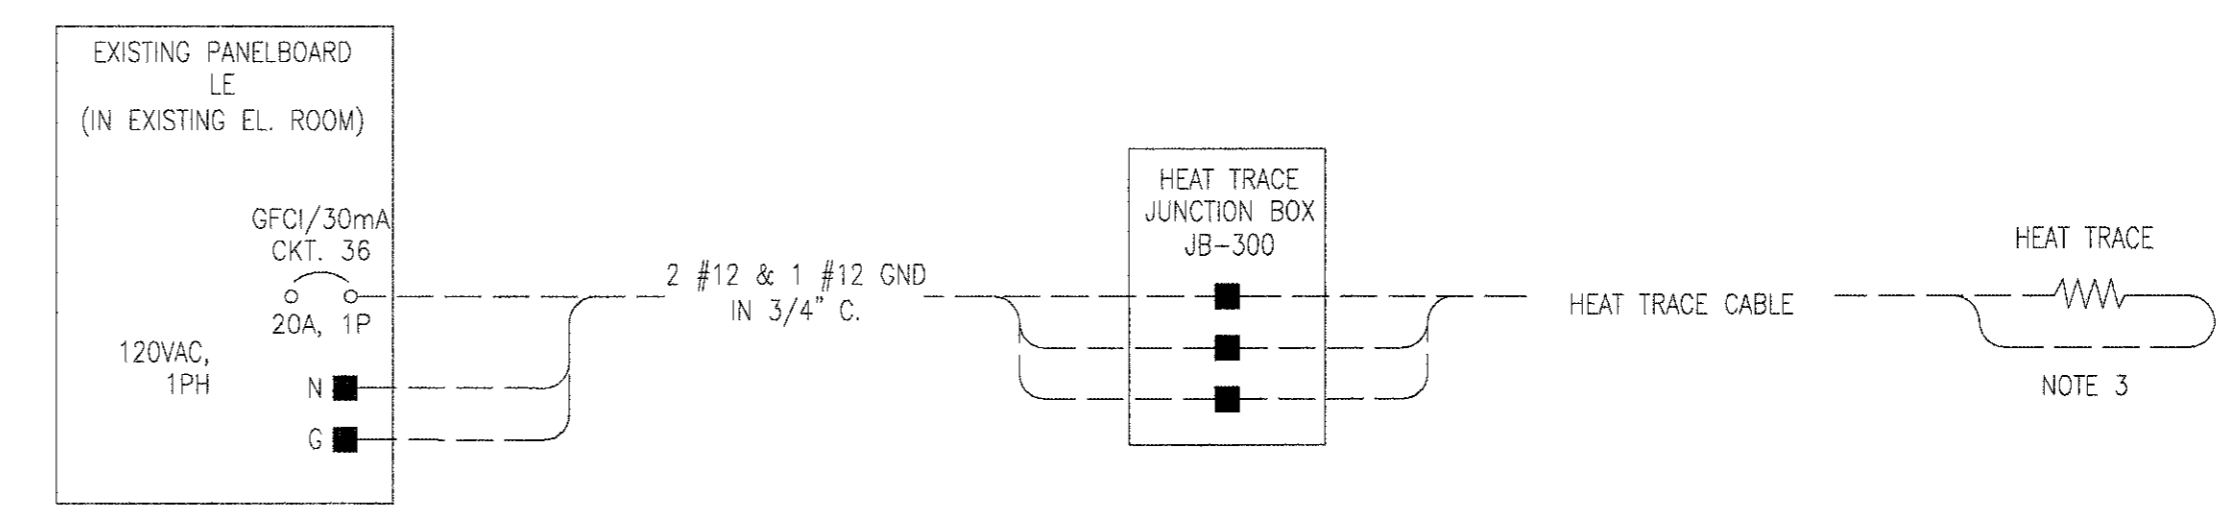 EXISTING PANELBOARD
LE
(IN EXISTING EL. ROOM)
GFCI/30mA
CKT. 36
20A, 1P
120VAC,
1PH
N
G
2 #12 & 1 #12 GND
IN 3/4" C.
HEAT TRACE
JUNCTION BOX
JB-300
HEAT TRACE CABLE
HEAT TRACE
NOTE 3